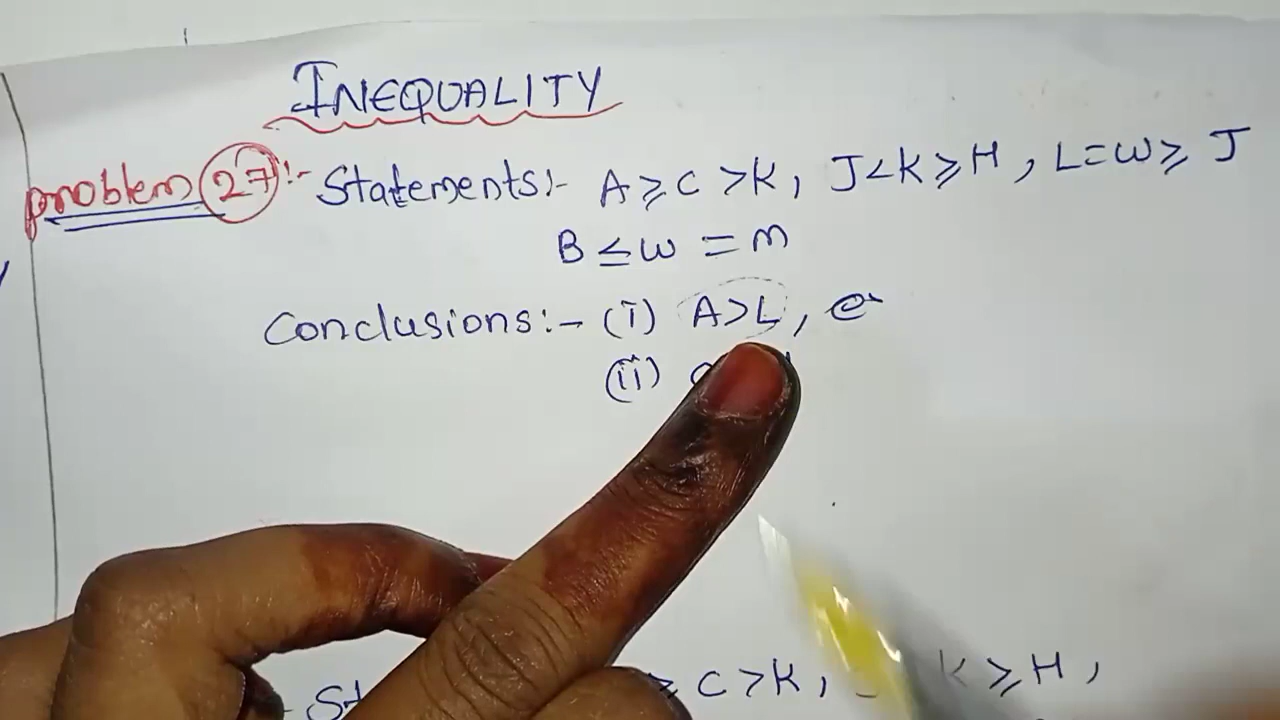 INEQUALITY
problem 27:- Statements:- A ≥ C > K, J < K ≥ H, L = W ≥ J
B ≤ W = M
Conclusions:- (i) A > L, e
(ii)
C > K, K ≥ H,